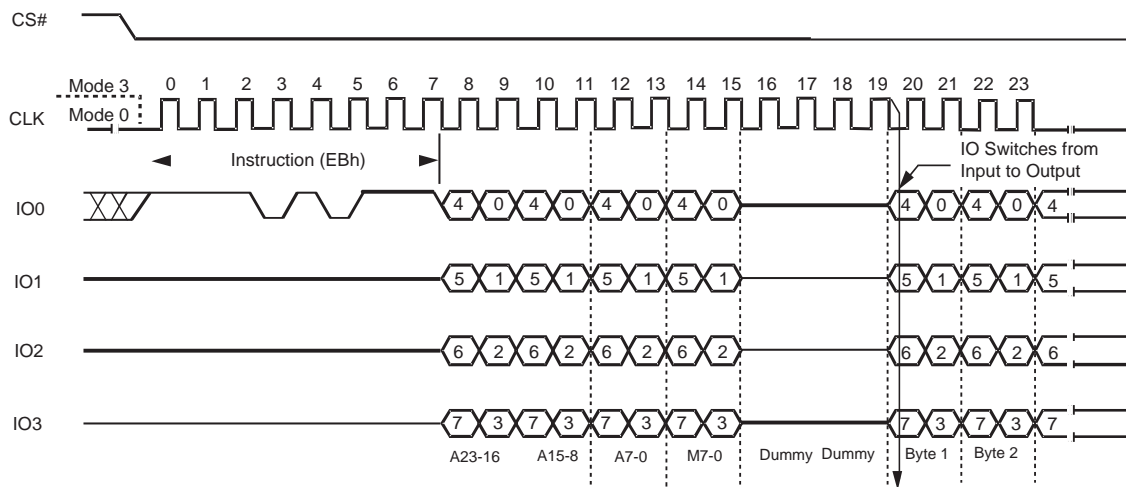 CS#
Mode 3
0 1 2 3 4 5 6 7 8 9 10 11 12 13 14 15 16 17 18 19 20 21 22 23
CLK
Mode 0
Instruction (EBh)
IO Switches from
Input to Output
IO0
4 0 4 0 4 0 4 0 4 0 4 0 4
IO1
5 1 5 1 5 1 5 1 5 1 5 1 5
IO2
6 2 6 2 6 2 6 2 6 2 6 2 6
IO3
7 3 7 3 7 3 7 3 7 3 7 3 7
A23-16 A15-8 A7-0 M7-0 Dummy Dummy Byte 1 Byte 2